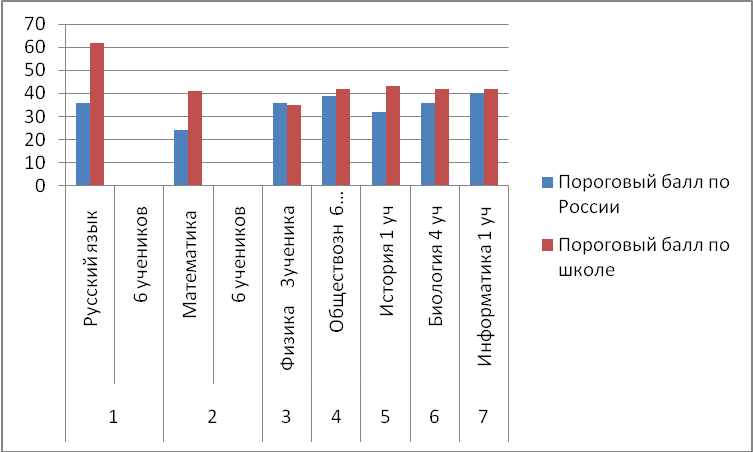 70
60
50
40
30
20
10
0
Русский язык
6 учеников
Математика
6 учеников
Физика 3ученика
Обществозн 6...
История 1 уч
Биология 4 уч
Информатика 1 уч
1
2
3
4
5
6
7
Пороговый балл по
России
Пороговый балл по
школе